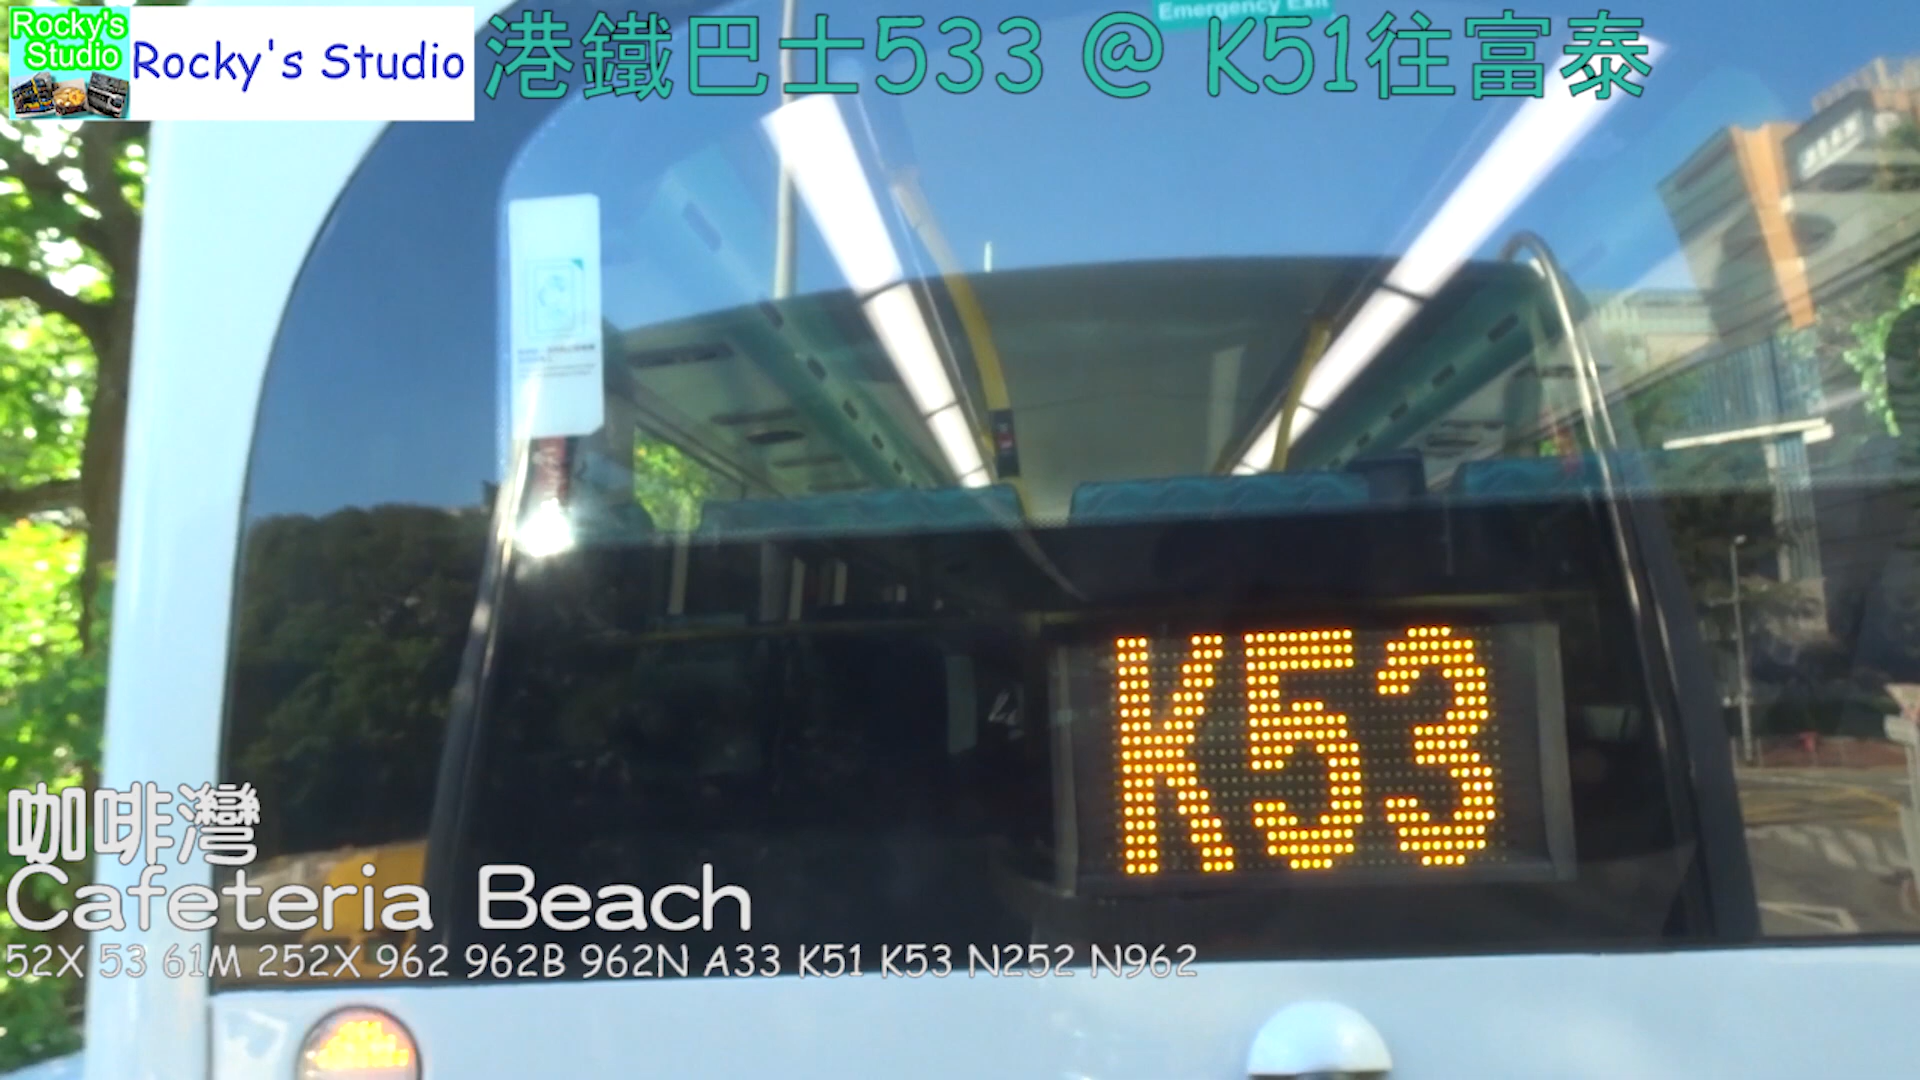 Rocky's
Studio
Rocky's Studio
港鐵巴士533 @ K51往富泰
Emergency Exit
K53
咖啡灣
Cafeteria Beach
52X 53 61M 252X 962 962B 962N A33 K51 K53 N252 N962